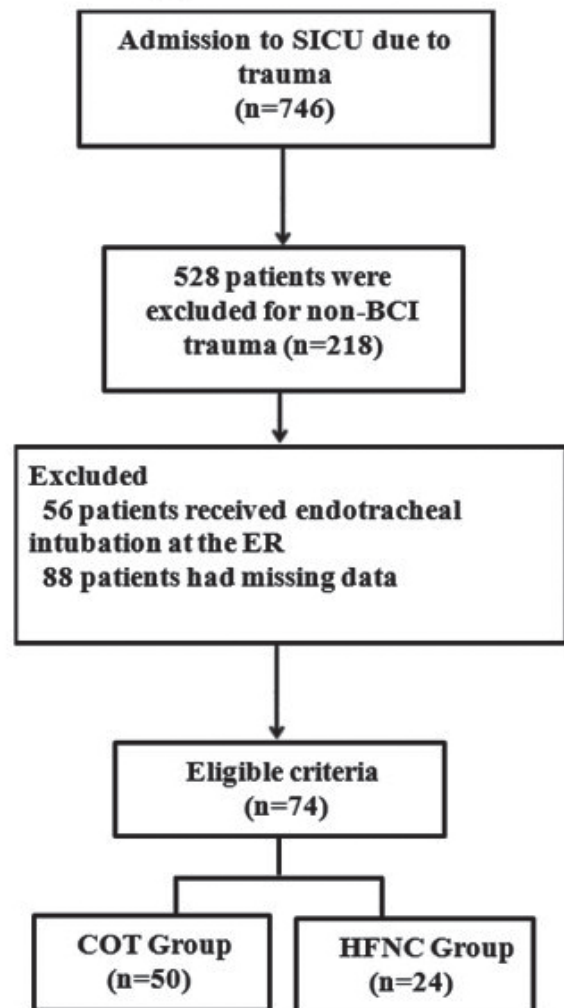 Admission to SICU due to
trauma
(n=746)
528 patients were
excluded for non-BCI
trauma (n=218)
Excluded
56 patients received endotracheal
intubation at the ER
88 patients had missing data
Eligible criteria
(n=74)
COT Group
(n=50)
HFNC Group
(n=24)